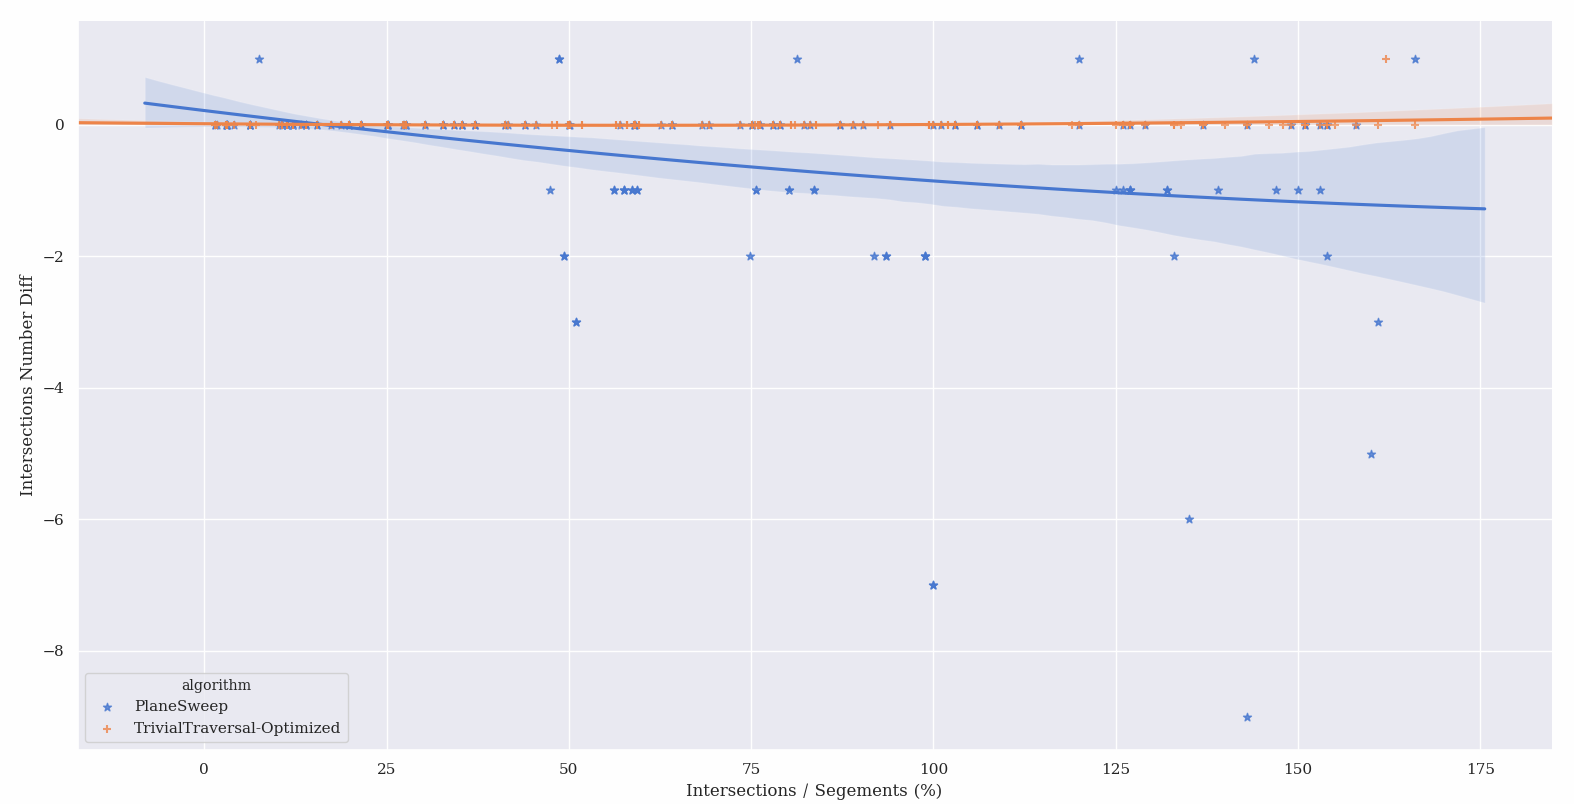 0
−2
−4
−6
−8
Intersections Number Diff
algorithm
PlaneSweep
TrivialTraversal-Optimized
0
25
50
75
100
125
150
175
Intersections / Segements (%)